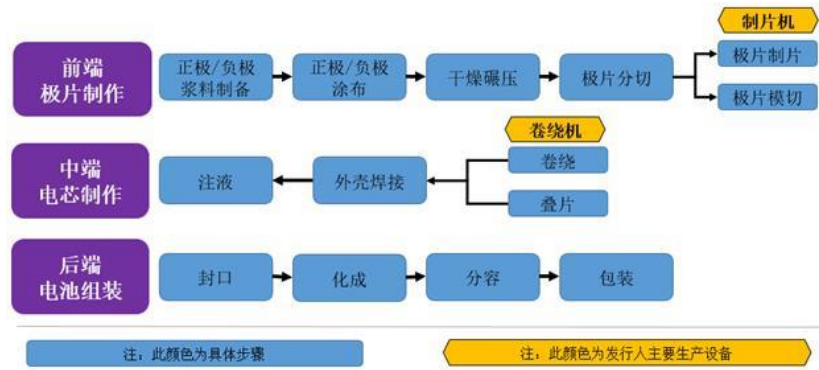 制片机
前端
极片制作
正极/负极
浆料制备
正极/负极
涂布
干燥碾压
极片分切
极片制片
极片模切
卷绕机
中端
电芯制作
注液
外壳焊接
卷绕
叠片
后端
电池组装
封口
化成
分容
包装
注：此颜色为具体步骤
注：此颜色为发行人主要生产设备